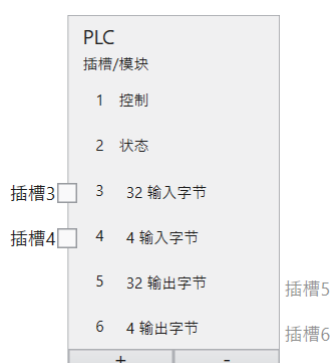 PLC
插槽/模块
1 控制
2 状态
插槽3 3 32 输入字节
插槽4 4 4 输入字节
5 32 输出字节
插槽5
6 4 输出字节
插槽6
+ -